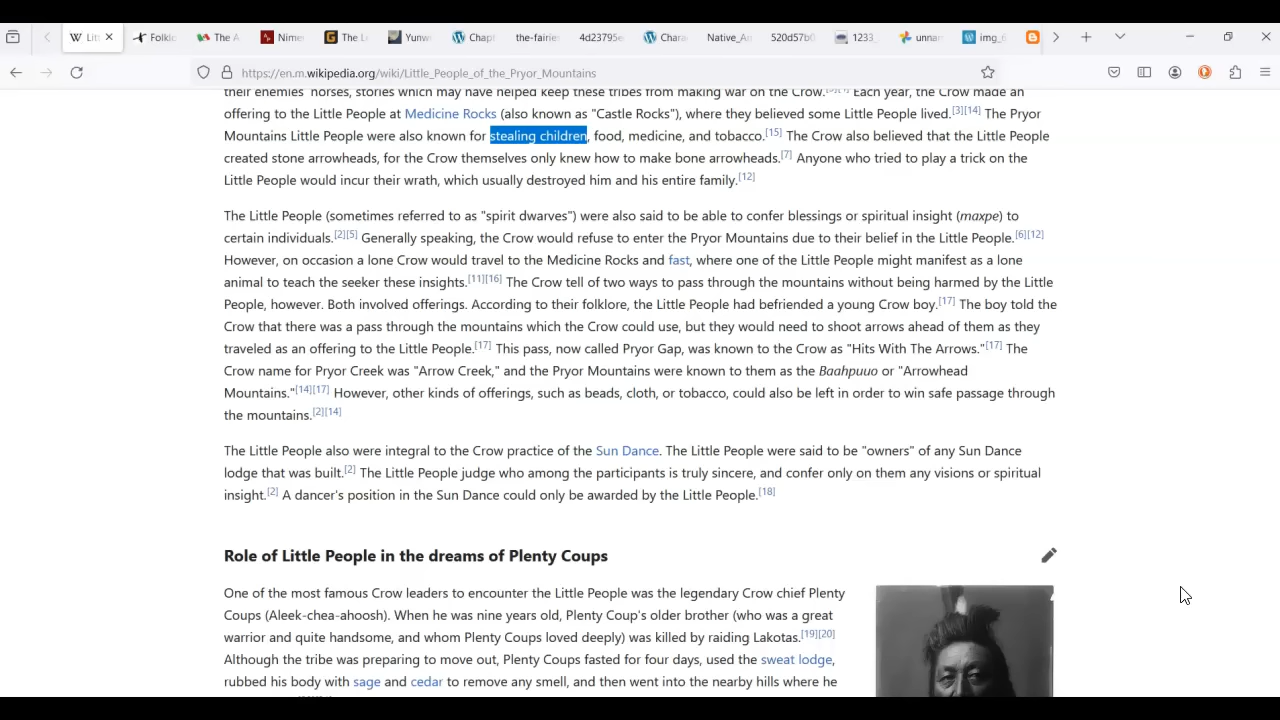 Lit
Folklo
The A
Nime
The L
Yunw
Chapt
the-fairies
4d23795e
Chara
Native_An
520d57b0
1233_
unnar
img_6
https://en.m.wikipedia.org/wiki/Little_People_of_the_Pryor_Mountains
their enemies' horses, stories which may have helped keep these tribes from making war on the Crow. Each year, the Crow made an
offering to the Little People at Medicine Rocks (also known as "Castle Rocks"), where they believed some Little People lived.[3][14] The Pryor
Mountains Little People were also known for stealing children, food, medicine, and tobacco.[15] The Crow also believed that the Little People
created stone arrowheads, for the Crow themselves only knew how to make bone arrowheads.[7] Anyone who tried to play a trick on the
Little People would incur their wrath, which usually destroyed him and his entire family.[12]
The Little People (sometimes referred to as "spirit dwarves") were also said to be able to confer blessings or spiritual insight (maxpe) to
certain individuals.[2][5] Generally speaking, the Crow would refuse to enter the Pryor Mountains due to their belief in the Little People.[6][12]
However, on occasion a lone Crow would travel to the Medicine Rocks and fast, where one of the Little People might manifest as a lone
animal to teach the seeker these insights.[11][16] The Crow tell of two ways to pass through the mountains without being harmed by the Little
People, however. Both involved offerings. According to their folklore, the Little People had befriended a young Crow boy.[17] The boy told the
Crow that there was a pass through the mountains which the Crow could use, but they would need to shoot arrows ahead of them as they
traveled as an offering to the Little People.[17] This pass, now called Pryor Gap, was known to the Crow as "Hits With The Arrows."[17] The
Crow name for Pryor Creek was "Arrow Creek," and the Pryor Mountains were known to them as the Baahpuuo or "Arrowhead
Mountains."[14][17] However, other kinds of offerings, such as beads, cloth, or tobacco, could also be left in order to win safe passage through
the mountains.[2][14]
The Little People also were integral to the Crow practice of the Sun Dance. The Little People were said to be "owners" of any Sun Dance
lodge that was built.[2] The Little People judge who among the participants is truly sincere, and confer only on them any visions or spiritual
insight.[2] A dancer's position in the Sun Dance could only be awarded by the Little People.[18]
Role of Little People in the dreams of Plenty Coups
One of the most famous Crow leaders to encounter the Little People was the legendary Crow chief Plenty
Coups (Aleek-chea-ahoosh). When he was nine years old, Plenty Coup's older brother (who was a great
warrior and quite handsome, and whom Plenty Coups loved deeply) was killed by raiding Lakotas.[19][20]
Although the tribe was preparing to move out, Plenty Coups fasted for four days, used the sweat lodge,
rubbed his body with sage and cedar to remove any smell, and then went into the nearby hills where he